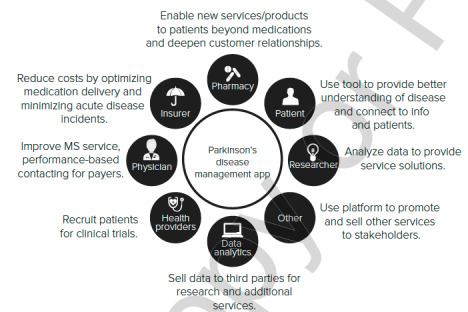 Enable new services/products
to patients beyond medications
and deepen customer relationships.
Pharmacy
Reduce costs by optimizing
medication delivery and
minimizing acute disease
incidents.
Insurer
Patient
Use tool to provide better
understanding of disease
and connect to info
and patients.
Improve MS service,
performance-based
contacting for payers.
Physician
Parkinson's
disease
management app
Researcher
Analyze data to provide
service solutions.
Recruit patients
for clinical trials.
Health
providers
Other
Use platform to promote
and sell other services
to stakeholders.
Data
analytics
Sell data to third parties for
research and additional
services.